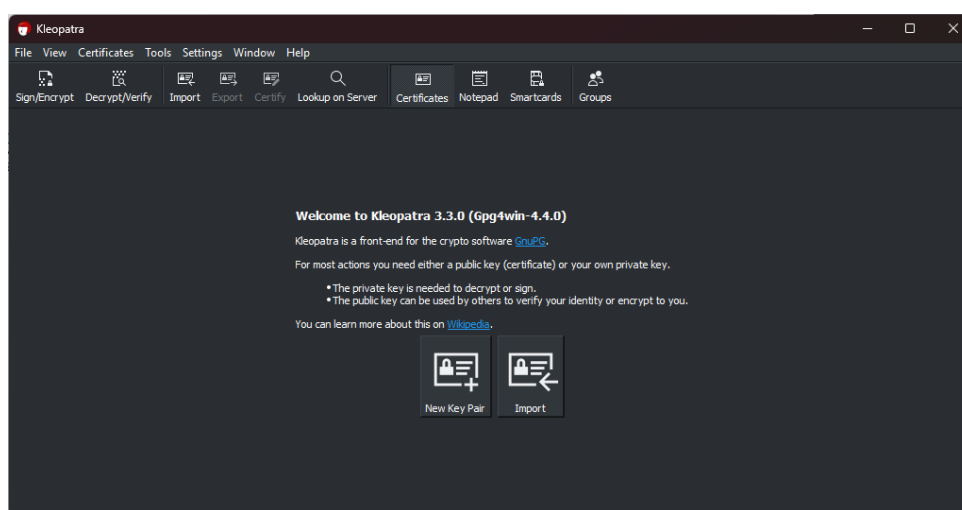 Kleopatra
File View Certificates Tools Settings Window Help
Sign/Encrypt Decrypt/Verify Import Export Certify Lookup on Server Certificates Notepad Smartcards Groups
Welcome to Kleopatra 3.3.0 (Gpg4win-4.4.0)
Kleopatra is a front-end for the crypto software GnuPG.
For most actions you need either a public key (certificate) or your own private key.
• The private key is needed to decrypt or sign.
• The public key can be used by others to verify your identity or encrypt to you.
You can learn more about this on Wikipedia.
New Key Pair Import